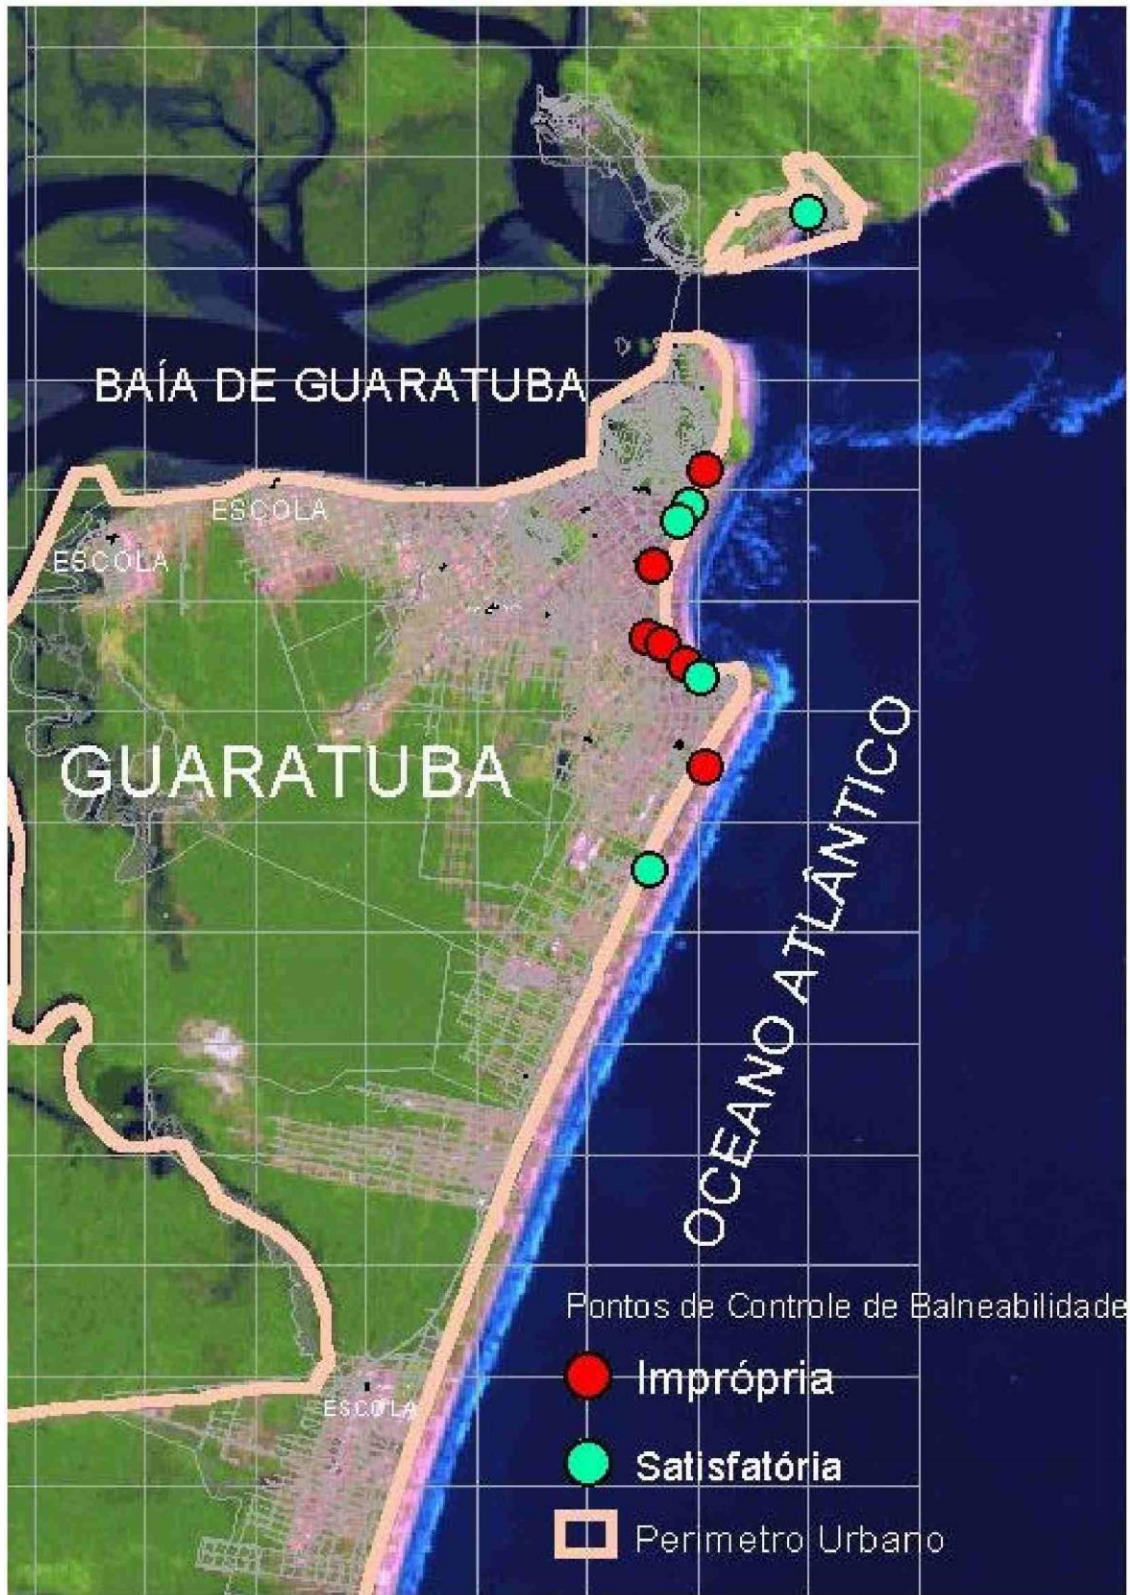 BAÍA DE GUARATUBA
ESCOLA
ESCOLA
GUARATUBA
OCEANO ATLÂNTICO
Pontos de Controle de Balneabilidade
Imprópria
Satisfatória
ESCOLA
Perímetro Urbano